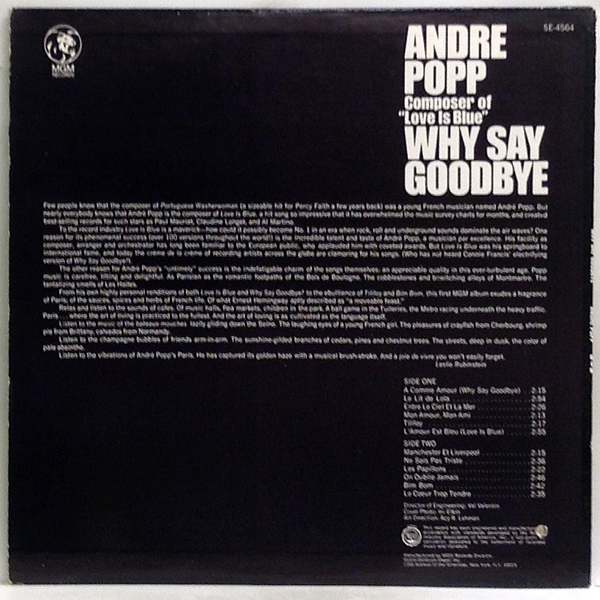 MGM
RECORDS
SE-4564
ANDRE
POPP
Composer of
"Love Is Blue"
WHY SAY
GOODBYE
Few people know that the composer of Portuguese Washerwoman (a sizeable hit for Percy Faith a few years back) was a young French musician named André Popp. But
nearly everybody knows that André Popp is the composer of Love is Blue, a hit song so impressive that it has overwhelmed the music survey charts for months, and created
best-selling records for such stars as Paul Mauriat, Claudine Longet, and Al Martino.
To the record industry Love is Blue is a maverick—how could it possibly become No. 1 in an era when rock, roll and underground sounds dominate the air waves? One
reason for its phenomenal success (over 100 versions throughout the world!) is the incredible talent and taste of André Popp, a musician par excellence. His facility as
composer, arranger and orchestrator has long been familiar to the European public, who catapulted him with coveted awards. But Love is Blue was his springboard to
international fame, and today the creme de la creme of recording artists across the globe are clamoring for his songs. (Who has not heard Connie Francis' electrifying
version of Why Say Goodbye?).
The other reason for André Popp's "untimely" success is the indefatigable charm of the songs themselves, an appreciable quality in this over-turbulent age. Popp
music is carefree, lilting and delightful. As Parisian as the romantic footpaths of the Bois de Boulogne. The cobblestones and branching alleys of Montmartre. The
tantalizing smells of Les Halles.
From his own highly personal renditions of both Love is Blue and Why Say Goodbye? to the ebullience of Tililoy and Bim Bom, this first MGM album exudes a fragrance
of Paris; of the sauces, spices and herbs of French life. Of what Ernest Hemingway aptly described as "a moveable feast."
Relax and listen to the sounds of cafes. Of music halls, flea markets, children in the park. A ball game in the Tuileries, the Metro racing underneath the heavy traffic.
Paris . . . where the art of living is practiced to the fullest. And the art of loving is as cultivated as the language itself.
Listen to the music of the bateaux-mouches lazily gliding down the Seine. The laughing eyes of a young French girl. The pleasures of crayfish from Cherbourg, shrimp
pie from Brittany, calvados from Normandy.
Listen to the champagne bubbles of friends arm-in-arm. The sunshine-gilded branches of cedars, pines and chestnut trees. The streets, deep in dusk, the color of
pale absinthe.
Listen to the vibrations of André Popp's Paris. He has captured its golden haze with a musical brush-stroke. And a joie de vivre you won't easily forget.
Leslie Rubinstein
SIDE ONE
A Comme Amour (Why Say Goodbye) . . . . 2:15
Le Lit de Lola . . . . 2:54
Entre Le Ciel Et La Mer . . . . 2:26
Mon Amour, Mon Ami . . . . 2:13
Tililoy . . . . 2:17
L'Amour Est Bleu (Love Is Blue) . . . . 2:55
SIDE TWO
Manchester Et Liverpool . . . . 2:15
Ne Sois Pas Triste . . . . 2:36
Les Papillons . . . . 2:22
On Oublie Jamais . . . . 2:46
Bim Bom . . . . 2:42
Le Coeur Trop Tendre . . . . 2:35
Director of Engineering: Val Valentin
Cover Photo: Irv Elkin
Art Direction: Acy R. Lehman